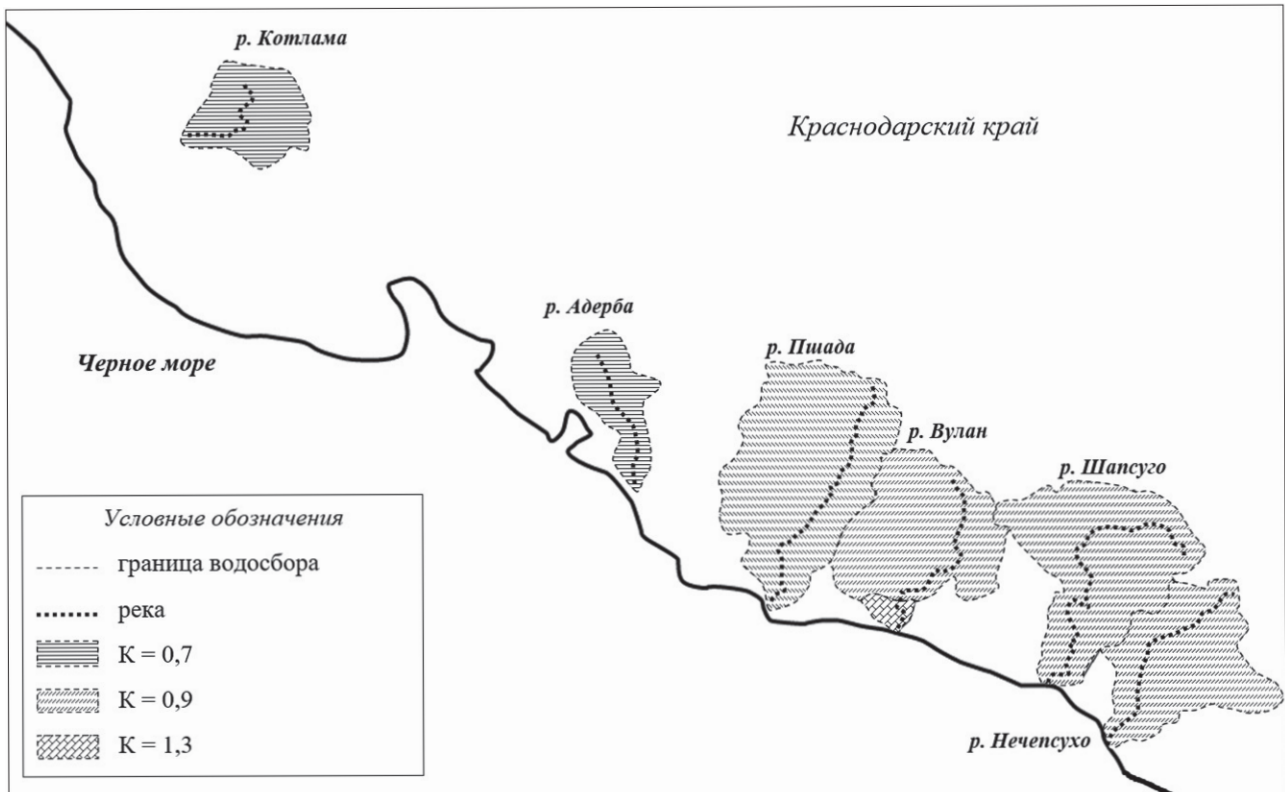 р. Котлама
Краснодарский край
р. Адерба
Черное море
р. Пшада
р. Вулан
р. Шапсуго
Условные обозначения
граница водосбора
река
К = 0,7
К = 0,9
К = 1,3
р. Нечепсухо